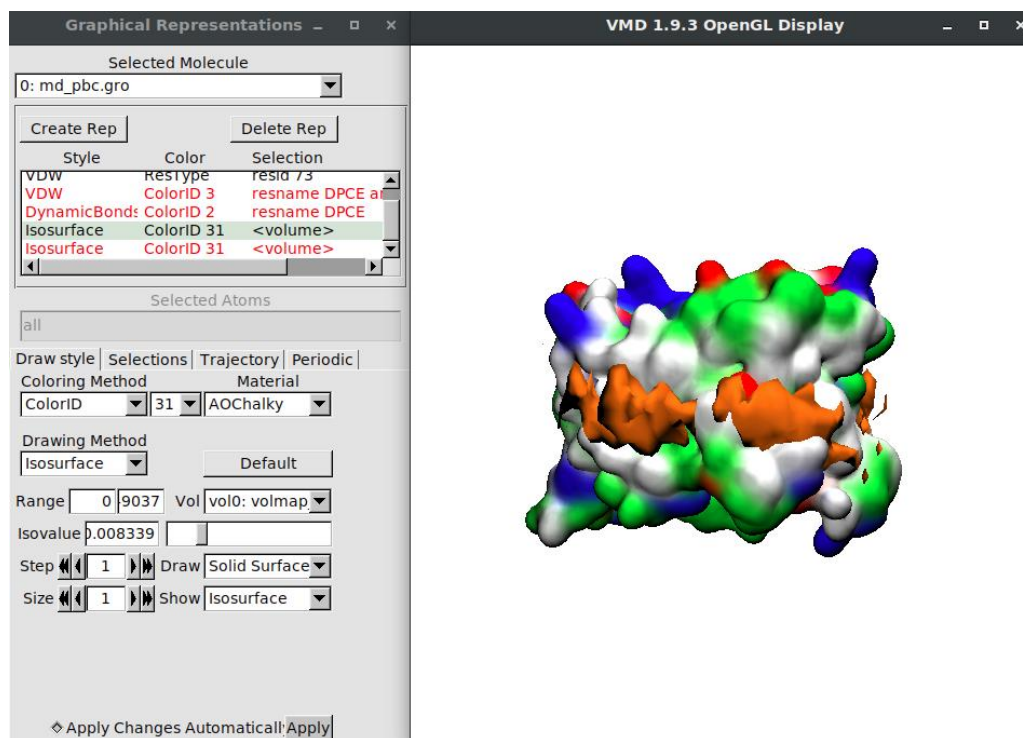 Graphical Representations
VMD 1.9.3 OpenGL Display
Selected Molecule
0: md_pbc.gro
Create Rep Delete Rep
Style Color Selection
VDW ResType resid 73
VDW ColorID 3 resname DPCE
DynamicBonds ColorID 2 resname DPCE
Isosurface ColorID 31 <volume>
Isosurface ColorID 31 <volume>
Selected Atoms
all
Draw style Selections Trajectory Periodic
Coloring Method Material
ColorID 31 AOChalky
Drawing Method
Isosurface Default
Range 0 9037 Vol vol0: volmap
Isovalue 0.008339
Step 1 Draw Solid Surface
Size 1 Show Isosurface
Apply Changes Automatically Apply